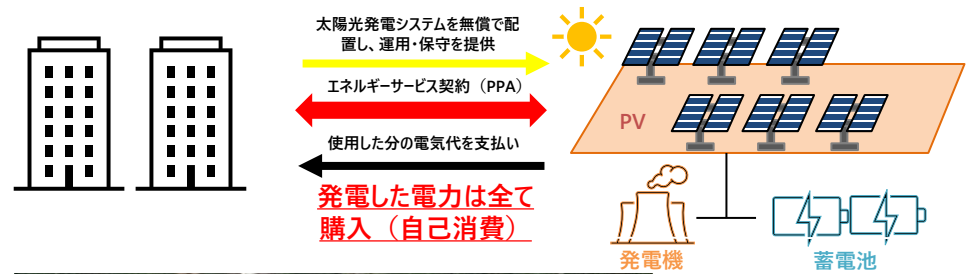 太陽光発電システムを無償で配
置し、運用・保守を提供
エネルギーサービス契約（PPA）
使用した分の電気代を支払い
発電した電力は全て
購入（自己消費）
PV
発電機
蓄電池